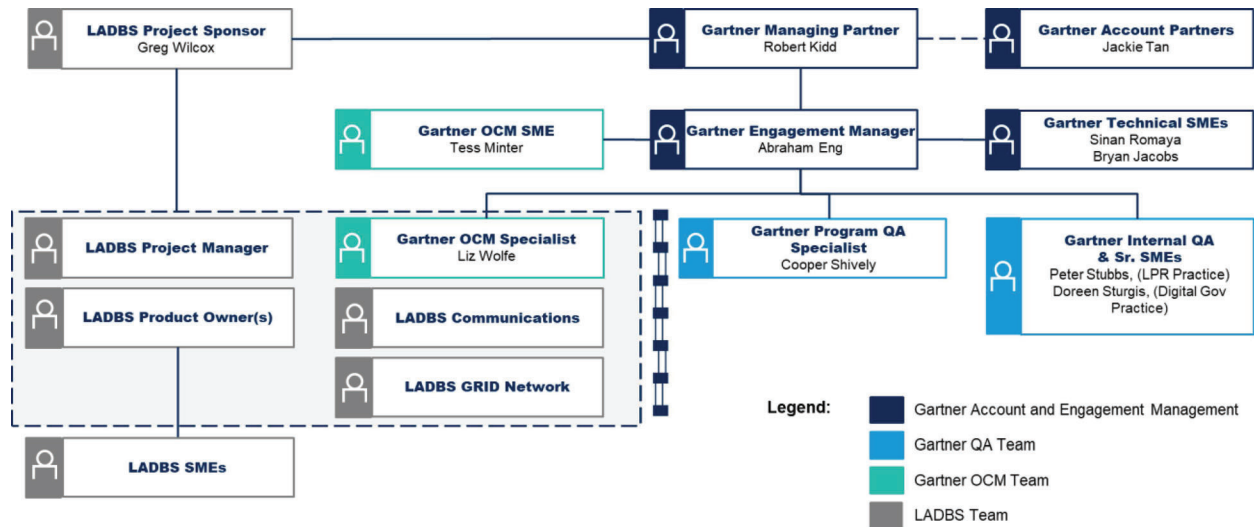 LADBS Project Sponsor
Greg Wilcox
Gartner Managing Partner
Robert Kidd
Gartner Account Partners
Jackie Tan
Gartner OCM SME
Tess Minter
Gartner Engagement Manager
Abraham Eng
Gartner Technical SMEs
Sinan Romaya
Bryan Jacobs
LADBS Project Manager
Gartner OCM Specialist
Liz Wolfe
Gartner Program QA
Specialist
Cooper Shively
Gartner Internal QA
& Sr. SMEs
Peter Stubbs, (LPR Practice)
Doreen Sturgis, (Digital Gov
Practice)
LADBS Product Owner(s)
LADBS Communications
LADBS GRID Network
LADBS SMEs
Legend:
Gartner Account and Engagement Management
Gartner QA Team
Gartner OCM Team
LADBS Team